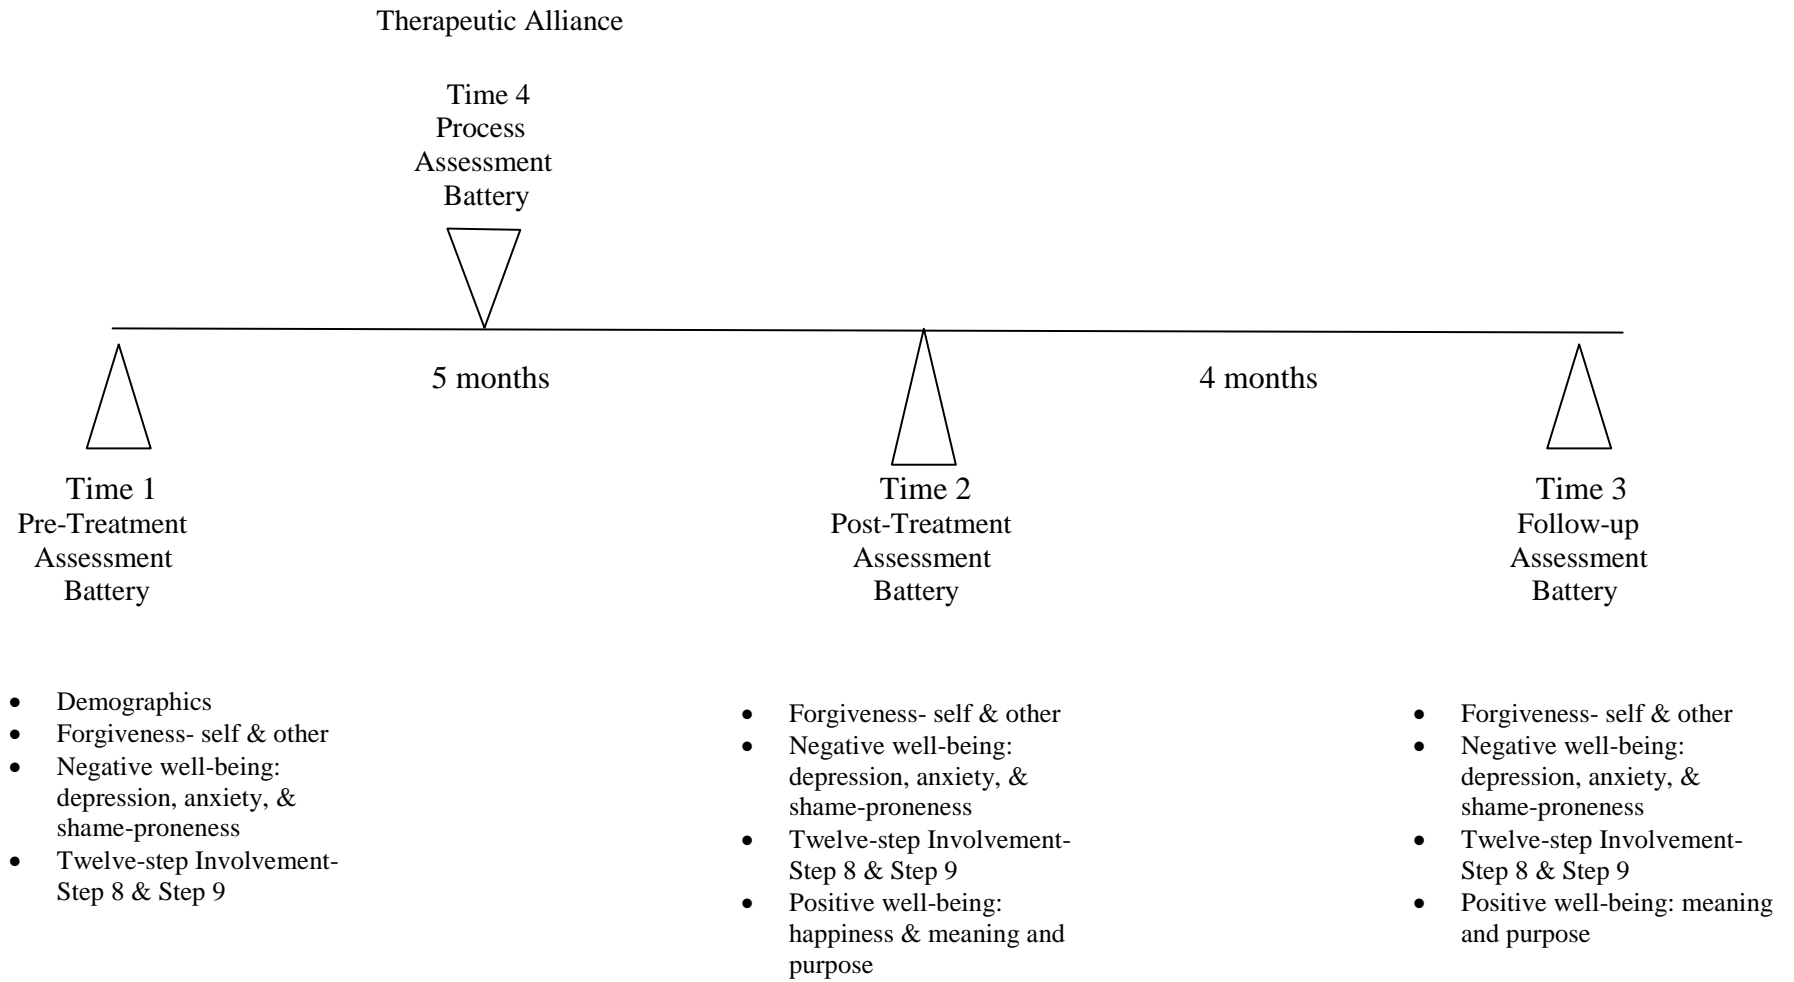 Therapeutic Alliance
Time 4
Process
Assessment
Battery
5 months
4 months
Time 1
Pre-Treatment
Assessment
Battery
Time 2
Post-Treatment
Assessment
Battery
Time 3
Follow-up
Assessment
Battery
• Demographics
• Forgiveness- self & other
• Negative well-being:
depression, anxiety, &
shame-proneness
• Twelve-step Involvement-
Step 8 & Step 9
• Forgiveness- self & other
• Negative well-being:
depression, anxiety, &
shame-proneness
• Twelve-step Involvement-
Step 8 & Step 9
• Positive well-being:
happiness & meaning and
purpose
• Forgiveness- self & other
• Negative well-being:
depression, anxiety, &
shame-proneness
• Twelve-step Involvement-
Step 8 & Step 9
• Positive well-being: meaning
and purpose